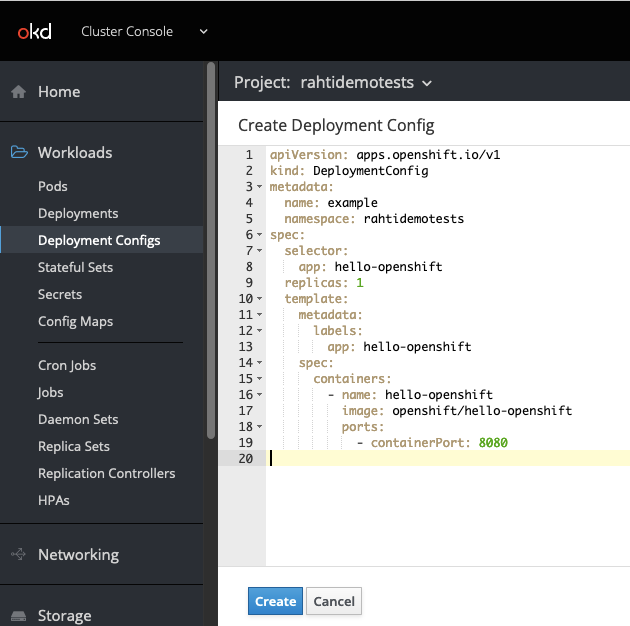 okd Cluster Console
Home
Workloads
Pods
Deployments
Deployment Configs
Stateful Sets
Secrets
Config Maps
Cron Jobs
Jobs
Daemon Sets
Replica Sets
Replication Controllers
HPAs
Networking
Storage
Project: rahtidemotests
Create Deployment Config
1 apiVersion: apps.openshift.io/v1
2 kind: DeploymentConfig
3 metadata:
4   name: example
5   namespace: rahtidemotests
6 spec:
7   selector:
8     app: hello-openshift
9   replicas: 1
10   template:
11     metadata:
12       labels:
13         app: hello-openshift
14     spec:
15       containers:
16         - name: hello-openshift
17           image: openshift/hello-openshift
18           ports:
19             - containerPort: 8080
20
Create Cancel